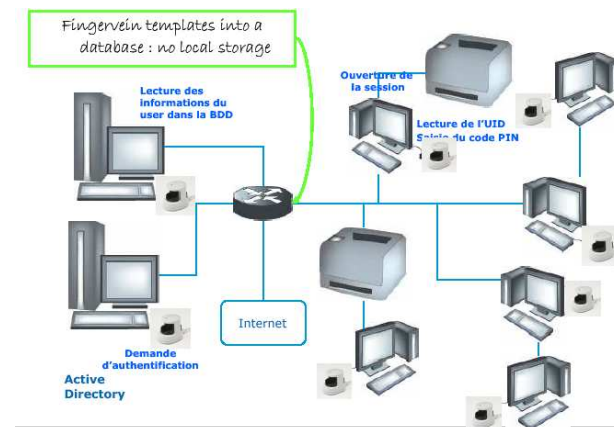 Fingervein templates into a
database : no local storage
Lecture des
informations du
user dans la BDD
Ouverture de
la session
Lecture de l'UID
Saisie du code PIN
Internet
Demande
d'authentification
Active
Directory